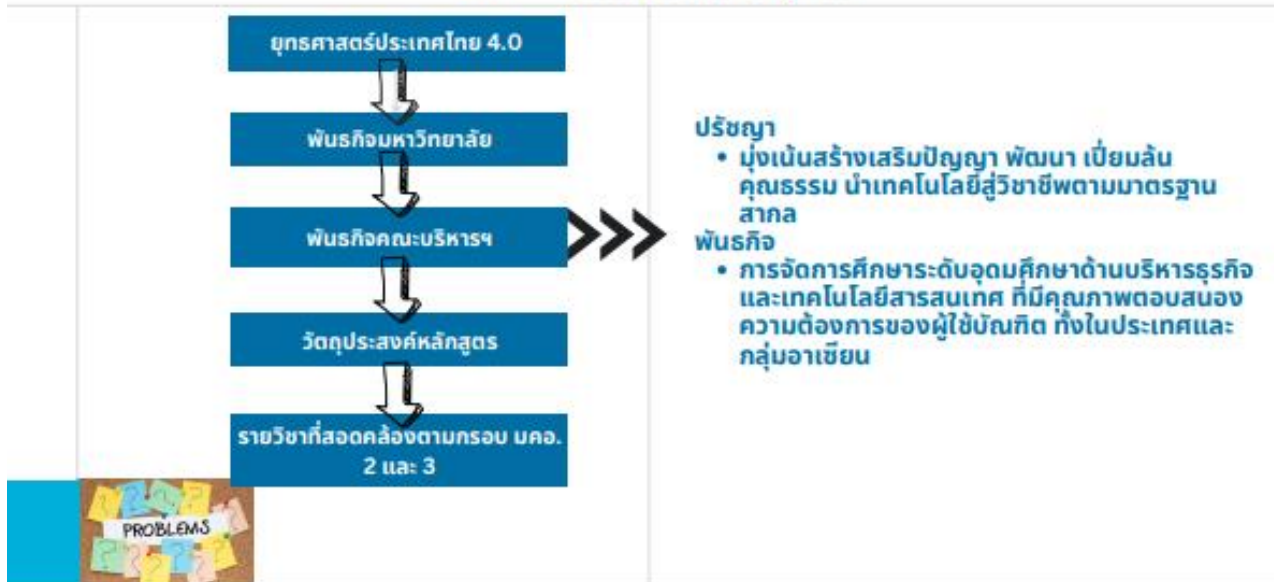 ยุทธศาสตร์ประเทศไทย 4.0
พันธกิจมหาวิทยาลัย
พันธกิจคณะบริหารฯ
วัตถุประสงค์หลักสูตร
รายวิชาที่สอดคล้องตามกรอบ มคอ.
2 และ 3
PROBLEMS
ปรัชญา
• มุ่งเน้นสร้างเสริมปัญญา พัฒนา เปี่ยมล้น
คุณธรรม นำเทคโนโลยีสู่วิชาชีพตามมาตรฐาน
สากล
พันธกิจ
• การจัดการศึกษาระดับอุดมศึกษาด้านบริหารธุรกิจ
และเทคโนโลยีสารสนเทศ ที่มีคุณภาพตอบสนอง
ความต้องการของผู้ใช้บัณฑิต ทั้งในประเทศและ
กลุ่มอาเซียน